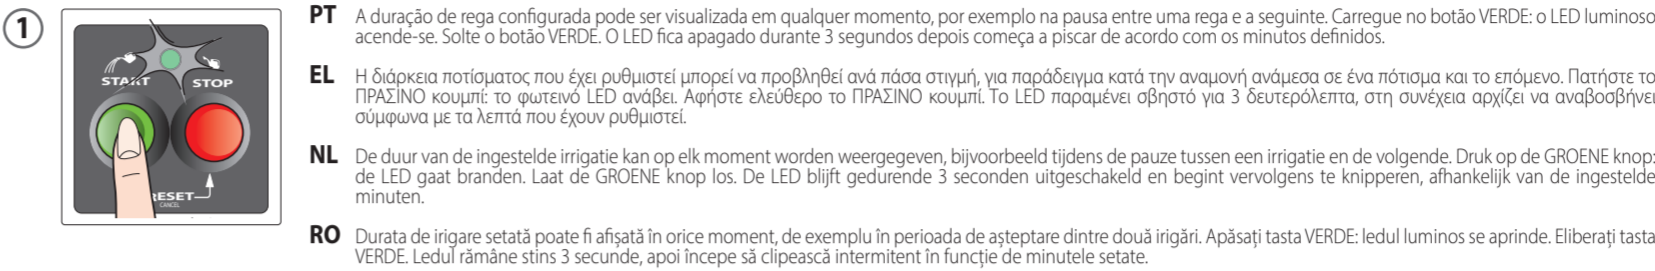 1
START STOP
RESET
CANCEL
PT A duração de rega configurada pode ser visualizada em qualquer momento, por exemplo na pausa entre uma rega e a seguinte. Carregue no botão VERDE: o LED luminoso
acende-se. Solte o botão VERDE. O LED fica apagado durante 3 segundos depois começa a piscar de acordo com os minutos definidos.
EL Η διάρκεια ποτίσματος που έχει ρυθμιστεί μπορεί να προβληθεί ανά πάσα στιγμή, για παράδειγμα κατά την αναμονή ανάμεσα σε ένα πότισμα και το επόμενο. Πατήστε το
ΠΡΑΣΙΝΟ κουμπί: το φωτεινό LED ανάβει. Αφήστε ελεύθερο το ΠΡΑΣΙΝΟ κουμπί. Το LED παραμένει σβηστό για 3 δευτερόλεπτα, στη συνέχεια αρχίζει να αναβοσβήνει
σύμφωνα με τα λεπτά που έχουν ρυθμιστεί.
NL De duur van de ingestelde irrigatie kan op elk moment worden weergegeven, bijvoorbeeld tijdens de pauze tussen een irrigatie en de volgende. Druk op de GROENE knop:
de LED gaat branden. Laat de GROENE knop los. De LED blijft gedurende 3 seconden uitgeschakeld en begint vervolgens te knipperen, afhankelijk van de ingestelde
minuten.
RO Durata de irigare setată poate fi afișată în orice moment, de exemplu în perioada de așteptare dintre două irigări. Apăsați tasta VERDE: ledul luminos se aprinde. Eliberați tasta
VERDE. Ledul rămâne stins 3 secunde, apoi începe să clipească intermitent în funcție de minutele setate.